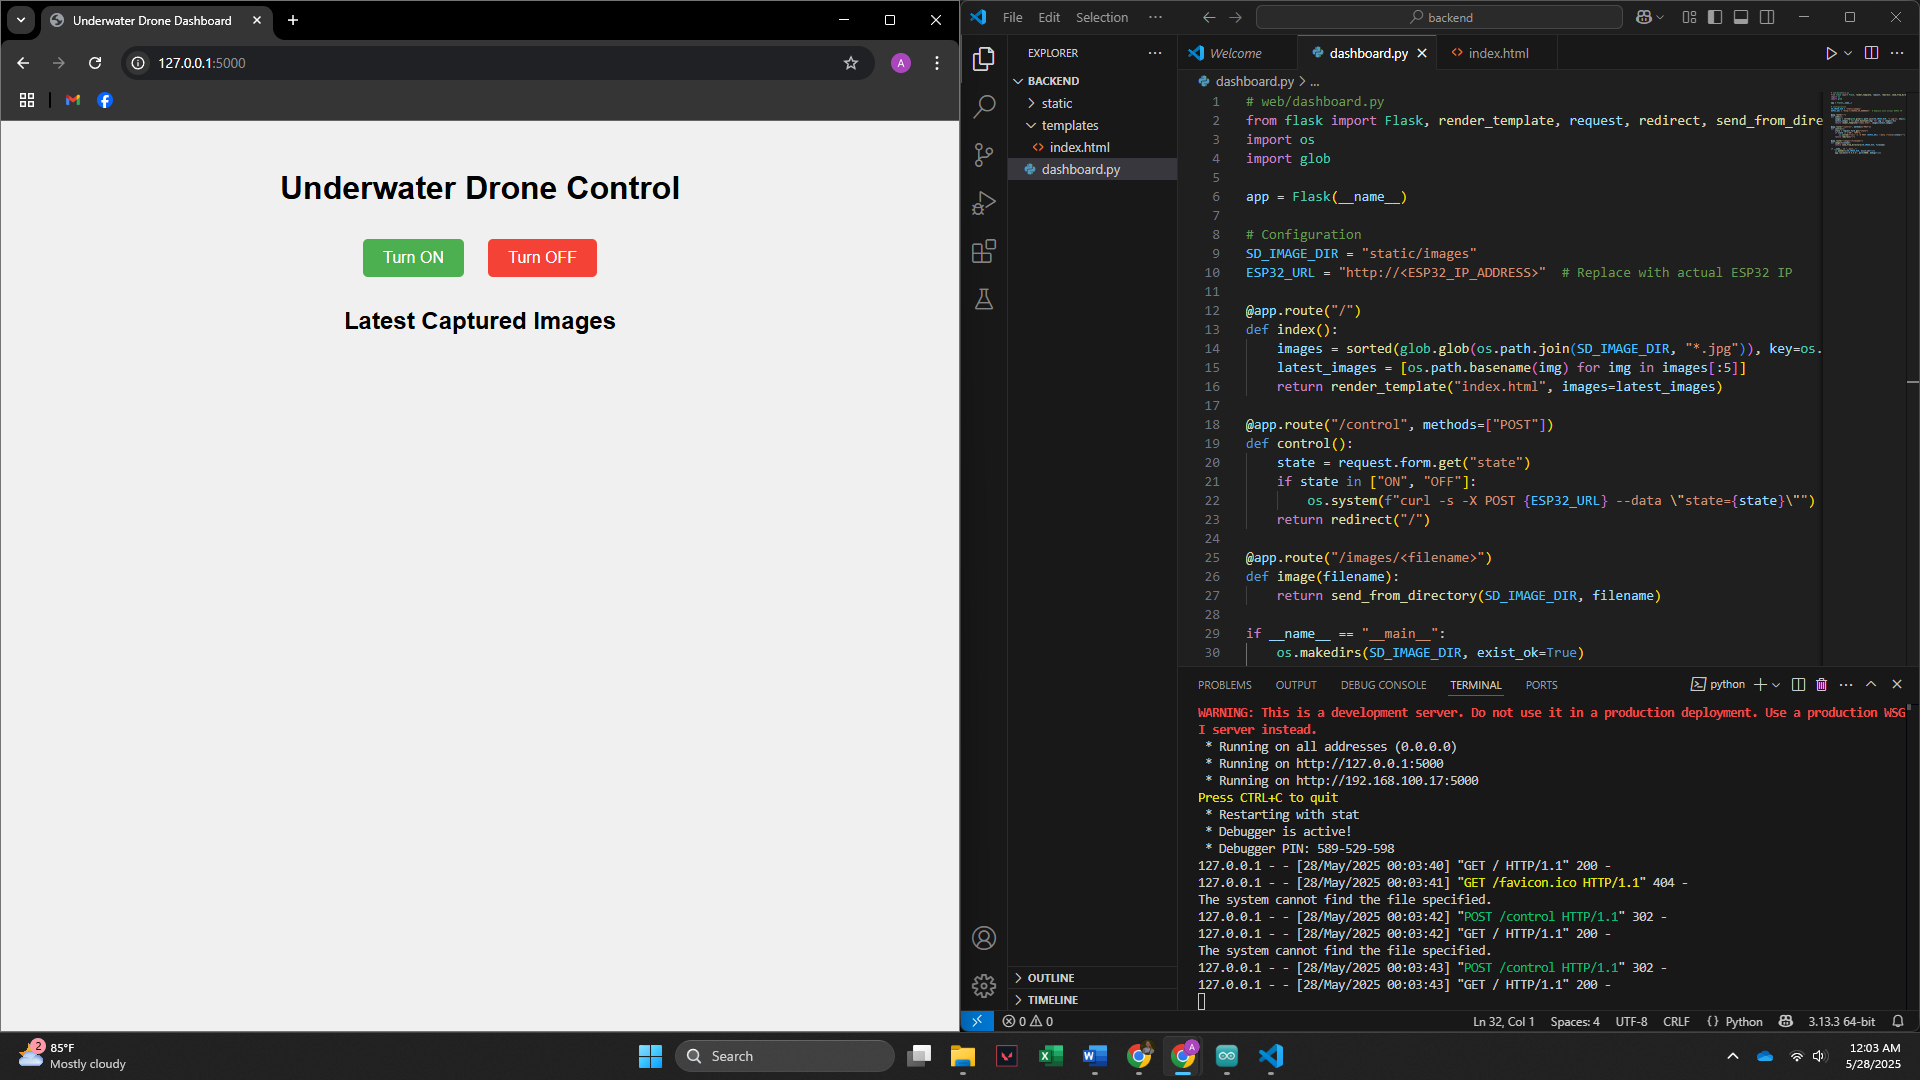 Underwater Drone Dashboard
127.0.0.1:5000
A
Underwater Drone Control
Turn ON
Turn OFF
Latest Captured Images
File
Edit
Selection
backend
EXPLORER
BACKEND
static
templates
index.html
dashboard.py
OUTLINE
TIMELINE
Welcome
dashboard.py
index.html
dashboard.py > ...
1 # web/dashboard.py
2 from flask import Flask, render_template, request, redirect, send_from_dire
3 import os
4 import glob
5
6 app = Flask(__name__)
7
8 # Configuration
9 SD_IMAGE_DIR = "static/images"
10 ESP32_URL = "http://<ESP32_IP_ADDRESS>"  # Replace with actual ESP32 IP
11
12 @app.route("/")
13 def index():
14     images = sorted(glob.glob(os.path.join(SD_IMAGE_DIR, "*.jpg")), key=os.
15     latest_images = [os.path.basename(img) for img in images[:5]]
16     return render_template("index.html", images=latest_images)
17
18 @app.route("/control", methods=["POST"])
19 def control():
20     state = request.form.get("state")
21     if state in ["ON", "OFF"]:
22         os.system(f"curl -s -X POST {ESP32_URL} --data \"state={state}\"")
23     return redirect("/")
24
25 @app.route("/images/<filename>")
26 def image(filename):
27     return send_from_directory(SD_IMAGE_DIR, filename)
28
29 if __name__ == "__main__":
30     os.makedirs(SD_IMAGE_DIR, exist_ok=True)
PROBLEMS
OUTPUT
DEBUG CONSOLE
TERMINAL
PORTS
python
WARNING: This is a development server. Do not use it in a production deployment. Use a production WSG
I server instead.
 * Running on all addresses (0.0.0.0)
 * Running on http://127.0.0.1:5000
 * Running on http://192.168.100.17:5000
Press CTRL+C to quit
 * Restarting with stat
 * Debugger is active!
 * Debugger PIN: 589-529-598
127.0.0.1 - - [28/May/2025 00:03:40] "GET / HTTP/1.1" 200 -
127.0.0.1 - - [28/May/2025 00:03:41] "GET /favicon.ico HTTP/1.1" 404 -
The system cannot find the file specified.
127.0.0.1 - - [28/May/2025 00:03:42] "POST /control HTTP/1.1" 302 -
127.0.0.1 - - [28/May/2025 00:03:42] "GET / HTTP/1.1" 200 -
The system cannot find the file specified.
127.0.0.1 - - [28/May/2025 00:03:43] "POST /control HTTP/1.1" 302 -
127.0.0.1 - - [28/May/2025 00:03:43] "GET / HTTP/1.1" 200 -
0
0
Ln 32, Col 1
Spaces: 4
UTF-8
CRLF
{} Python
3.13.3 64-bit
2
85°F
Mostly cloudy
Search
A
12:03 AM
5/28/2025